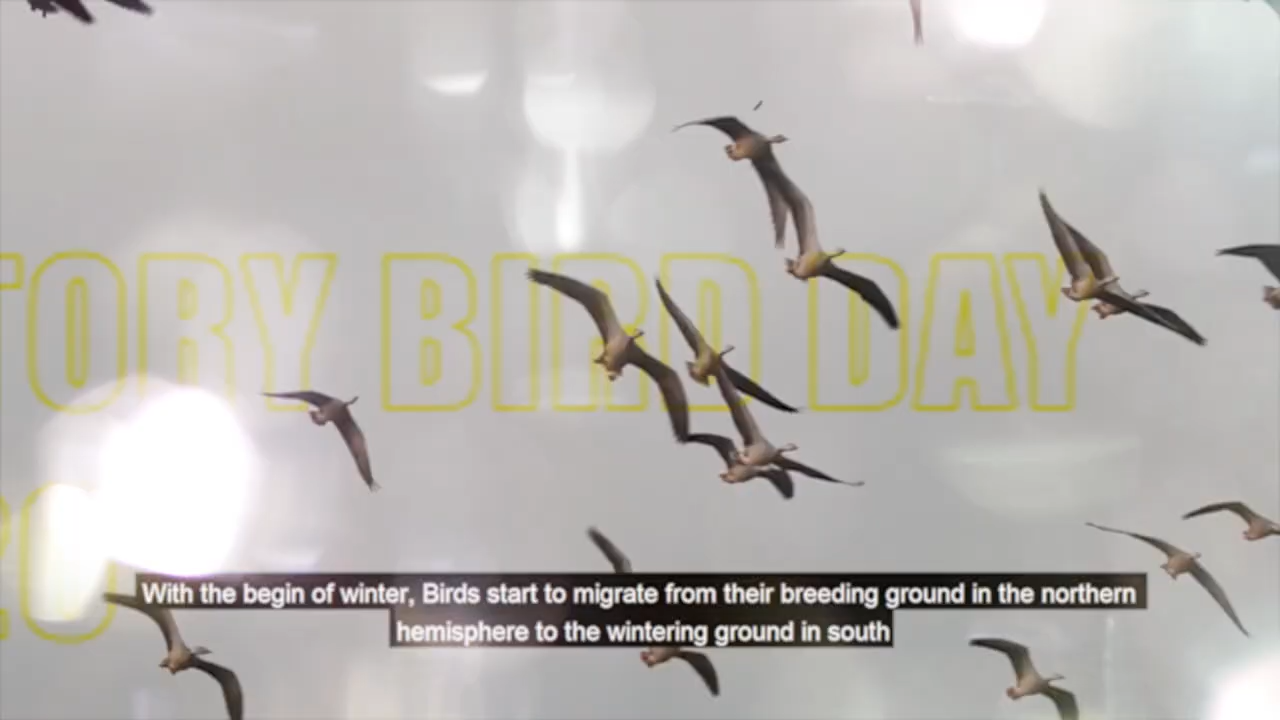 TORY BIRD DAY
20
With the begin of winter, Birds start to migrate from their breeding ground in the northern
hemisphere to the wintering ground in south